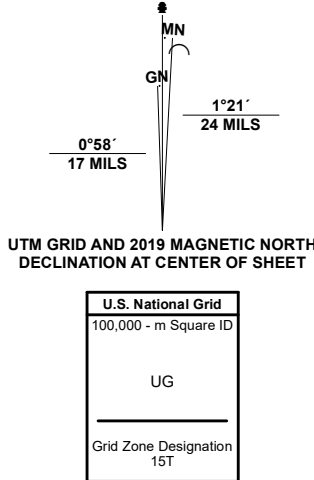 MN
GN
1°21´
24 MILS
0°58´
17 MILS
UTM GRID AND 2019 MAGNETIC NORTH
DECLINATION AT CENTER OF SHEET
U.S. National Grid
100,000 - m Square ID
UG
Grid Zone Designation
15T